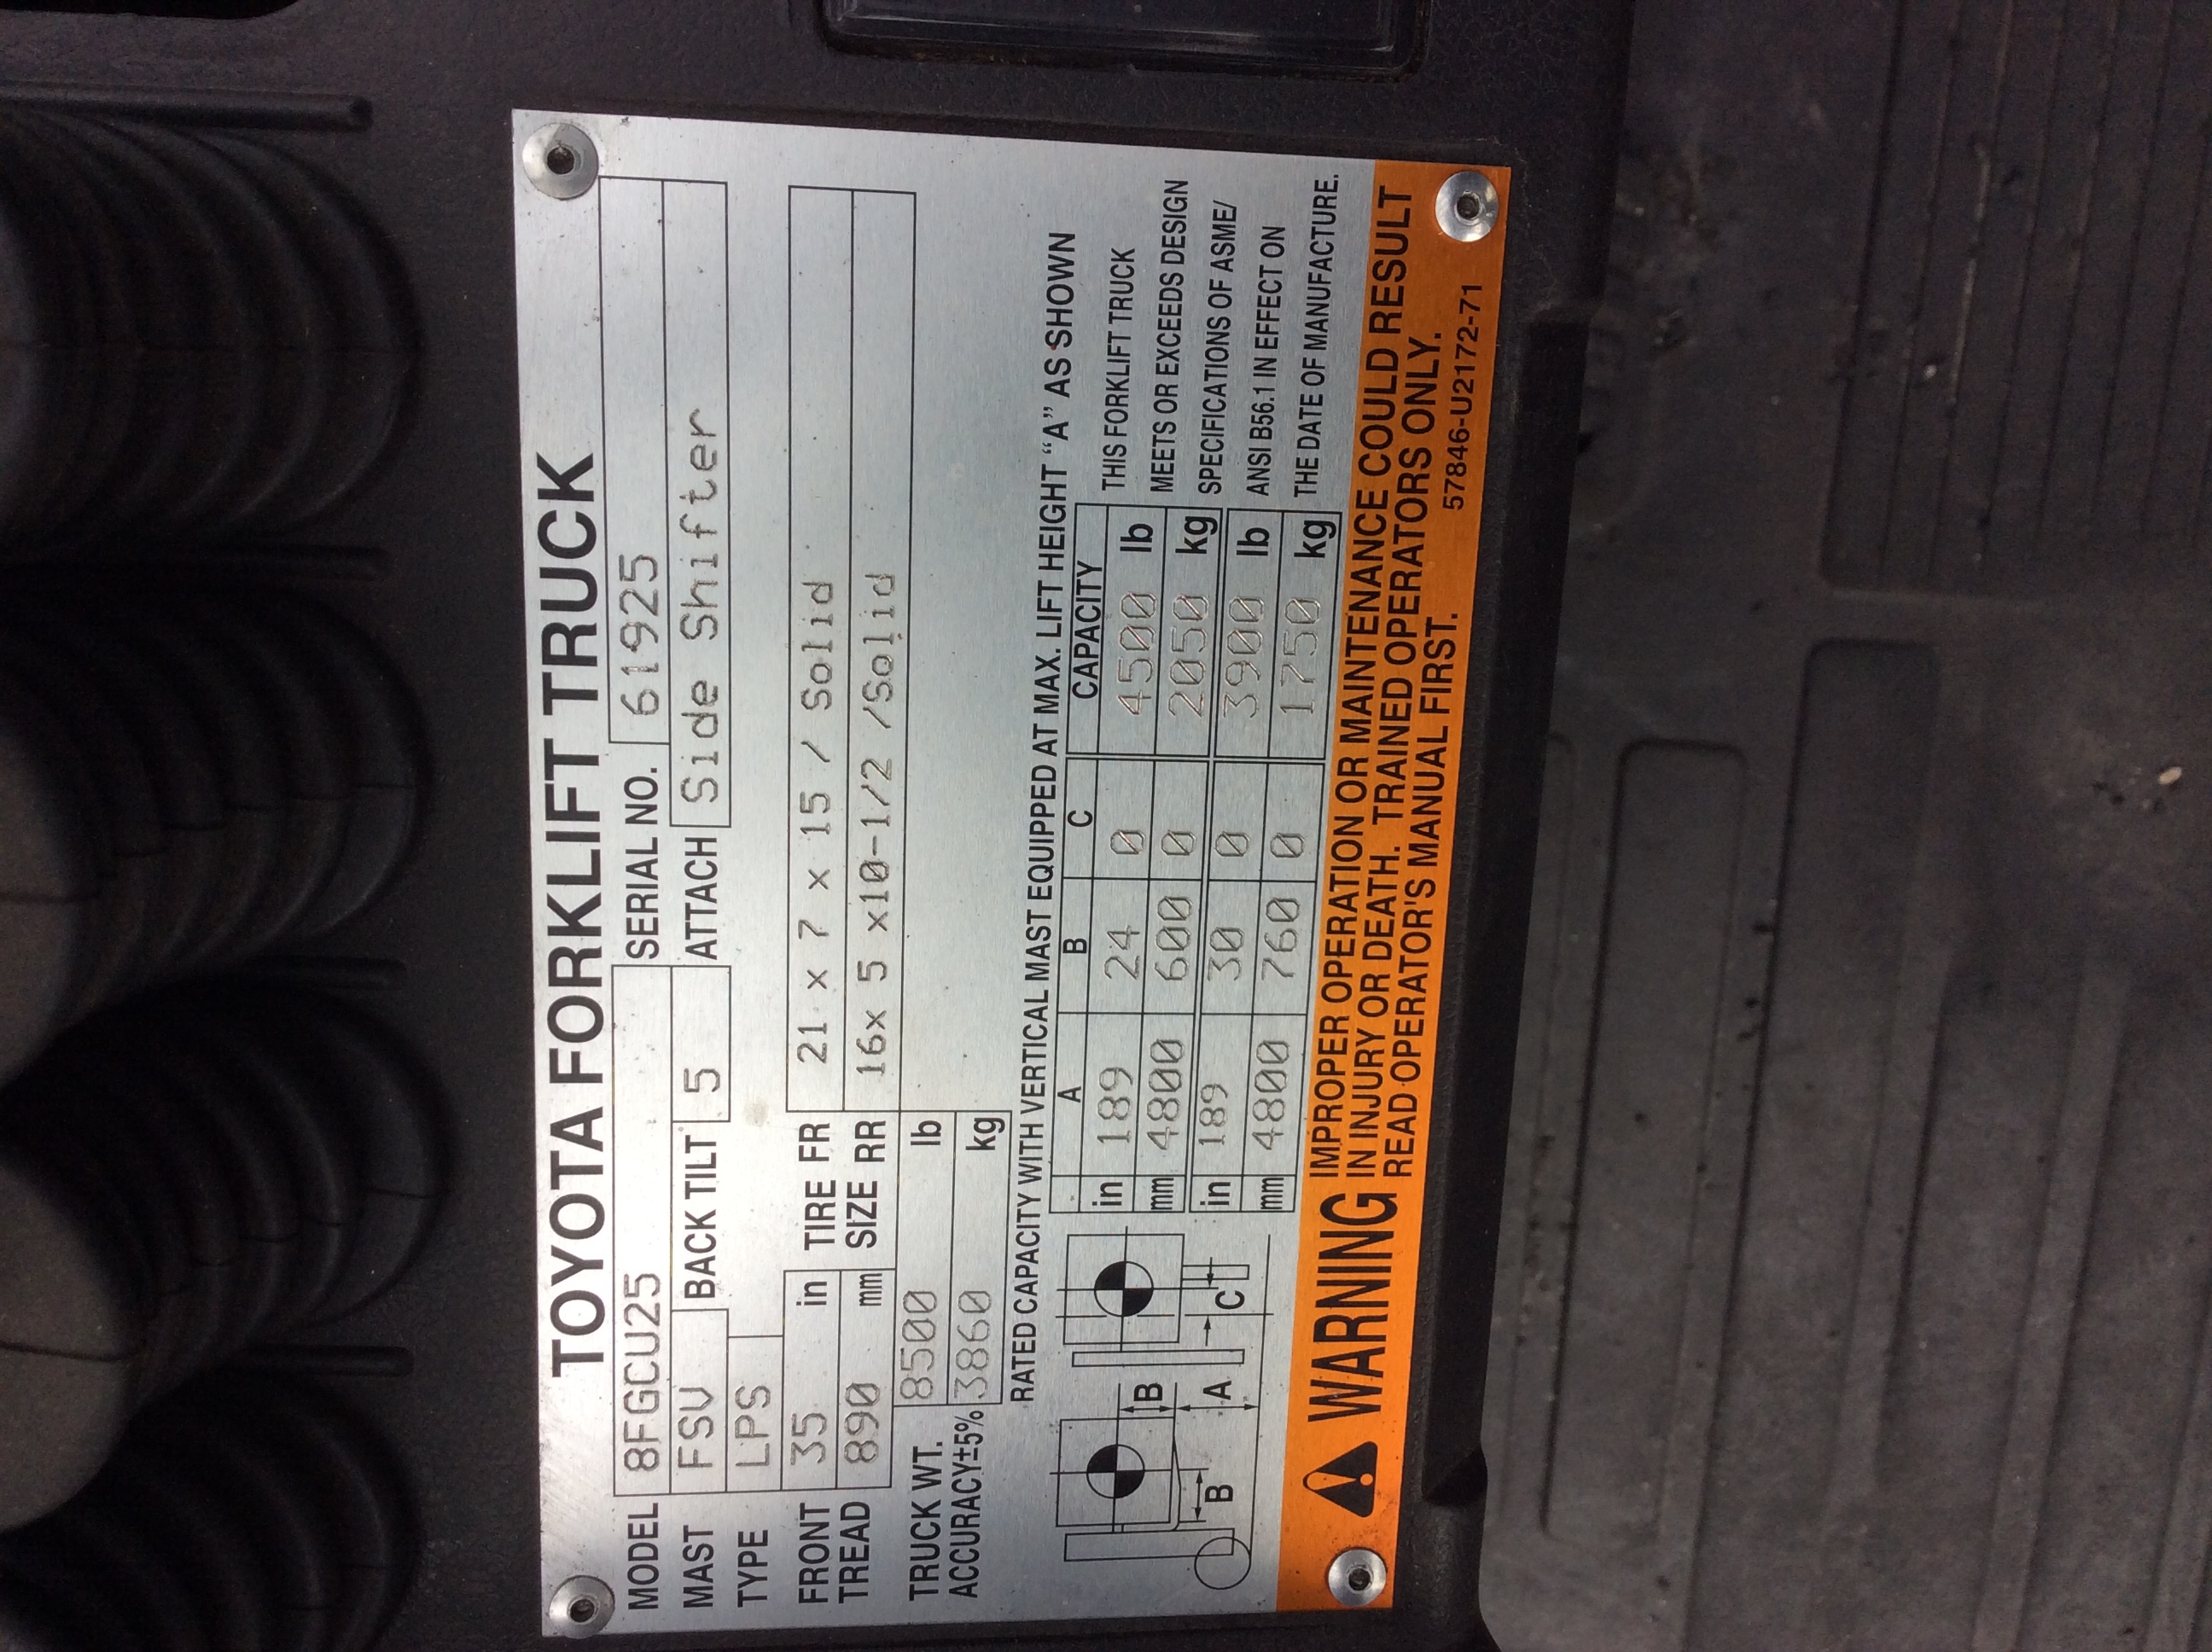 TOYOTA FORKLIFT TRUCK
MODEL 8FGCU25 SERIAL NO. 61925
MAST FSV BACK TILT 5 ATTACH Side Shifter
TYPE LPS
FRONT 35 in TIRE FR 21 x 7 x 15 / Solid
TREAD 890 mm SIZE RR 16x 5 x10-1/2 /Solid
TRUCK WT. 8500 lb
ACCURACY±5% 3860 kg
RATED CAPACITY WITH VERTICAL MAST EQUIPPED AT MAX. LIFT HEIGHT “A” AS SHOWN
A B C CAPACITY
in 189 24 0 4500 lb
mm 4800 600 0 2050 kg
in 189 30 0 3900 lb
mm 4800 760 0 1750 kg
THIS FORKLIFT TRUCK
MEETS OR EXCEEDS DESIGN
SPECIFICATIONS OF ASME/
ANSI B56.1 IN EFFECT ON
THE DATE OF MANUFACTURE.
B
A
B
C
WARNING
IMPROPER OPERATION OR MAINTENANCE COULD RESULT
IN INJURY OR DEATH. TRAINED OPERATORS ONLY.
READ OPERATOR'S MANUAL FIRST.
57846-U2172-71